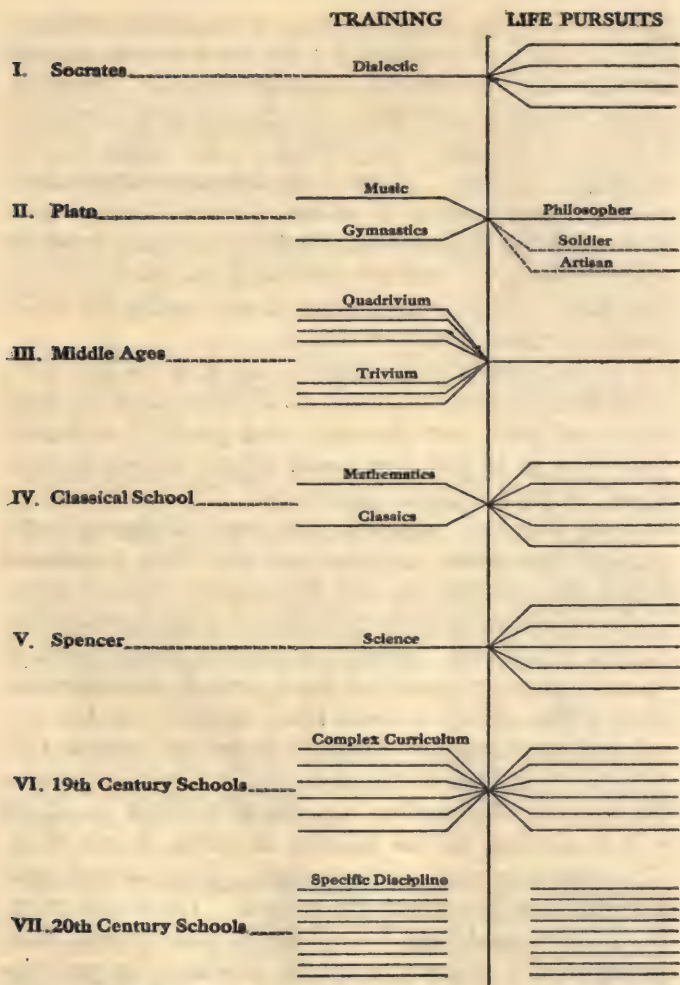 TRAINING LIFE PURSUITS
I. Socrates Dialectic
Music
II. Plato Philosopher
Gymnastics Soldier
Artisan
Quadrivium
III. Middle Ages
Trivium
Mathematics
IV. Classical School
Classics
V. Spencer Science
Complex Curriculum
VI. 19th Century Schools
Specific Discipline
VII. 20th Century Schools